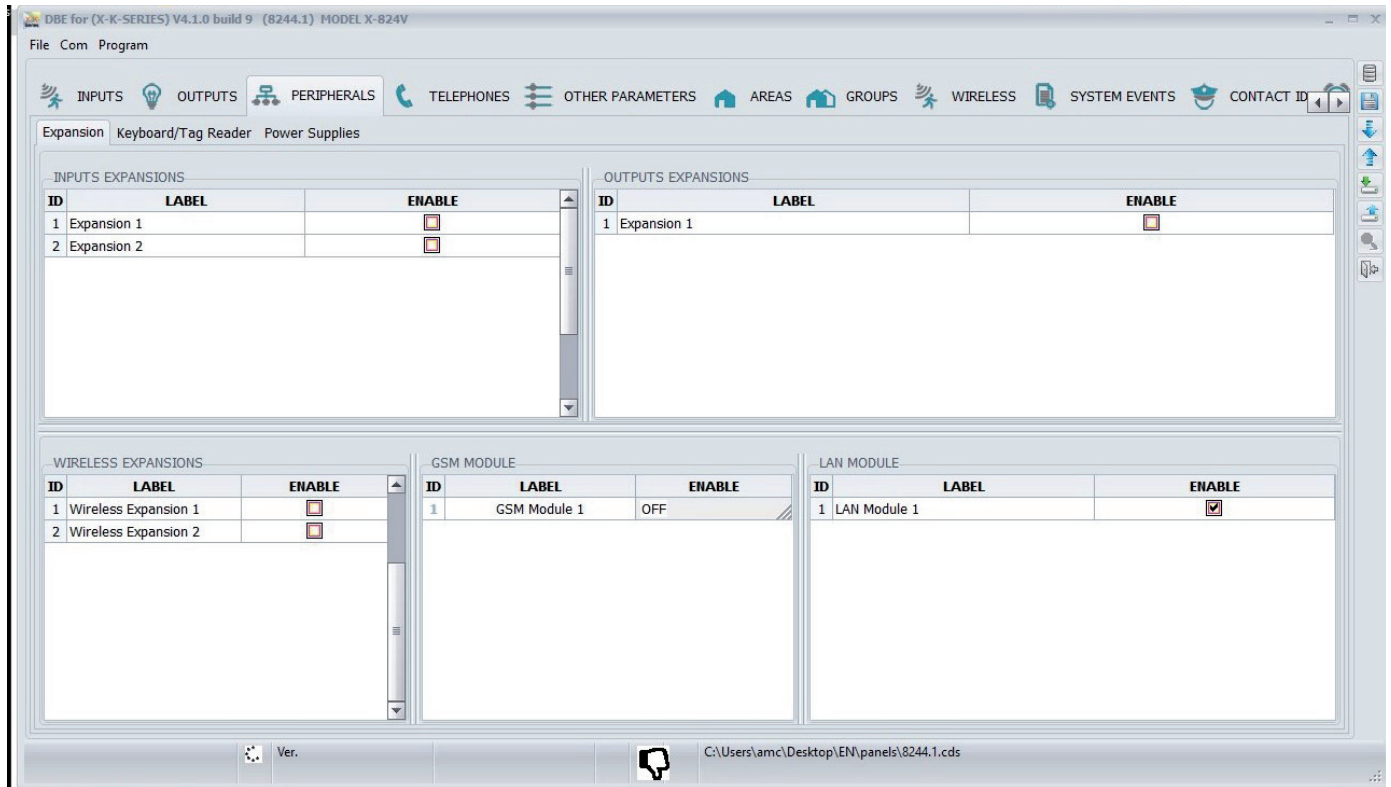 DBE for (X-K-SERIES) V4.1.0 build 9 (8244.1) MODEL X-824V
File Com Program
INPUTS OUTPUTS PERIPHERALS TELEPHONES OTHER PARAMETERS AREAS GROUPS WIRELESS SYSTEM EVENTS CONTACT ID
Expansion Keyboard/Tag Reader Power Supplies
INPUTS EXPANSIONS
ID LABEL ENABLE
1 Expansion 1
2 Expansion 2
OUTPUTS EXPANSIONS
ID LABEL ENABLE
1 Expansion 1
WIRELESS EXPANSIONS
ID LABEL ENABLE
1 Wireless Expansion 1
2 Wireless Expansion 2
GSM MODULE
ID LABEL ENABLE
1 GSM Module 1 OFF
LAN MODULE
ID LABEL ENABLE
1 LAN Module 1
Ver. C:\Users\amc\Desktop\EN\panels\8244.1.cds